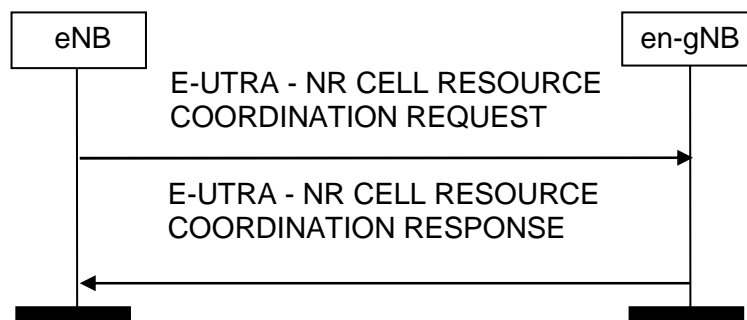 eNB
en-gNB
E-UTRA - NR CELL RESOURCE
COORDINATION REQUEST
E-UTRA - NR CELL RESOURCE
COORDINATION RESPONSE